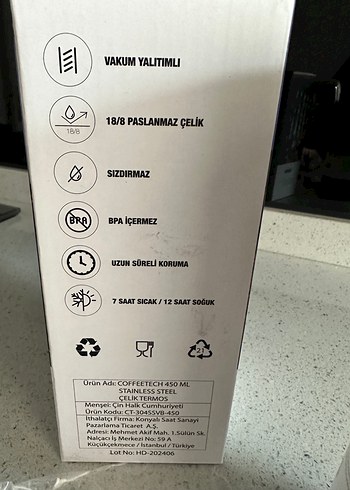 VAKUM YALITIMLI
18/8
18/8 PASLANMAZ ÇELİK
SIZDIRMAZ
BPA
BPA İÇERMEZ
UZUN SÜRELİ KORUMA
7 SAAT SICAK / 12 SAAT SOĞUK
21
Ürün Adı: COFFEETECH 450 ML
STAINLESS STEEL
ÇELİK TERMOS
Menşei: Çin Halk Cumhuriyeti
Ürün Kodu: CT-304SSVB-450
İthalatçı Firma: Konyalı Saat Sanayi
Pazarlama Ticaret A.Ş.
Adresi: Mehmet Akif Mah. 1.Sülün Sk.
Nalçacı İş Merkezi No: 59 A
Küçükçekmece / İstanbul / Türkiye
Lot No: HD-202406